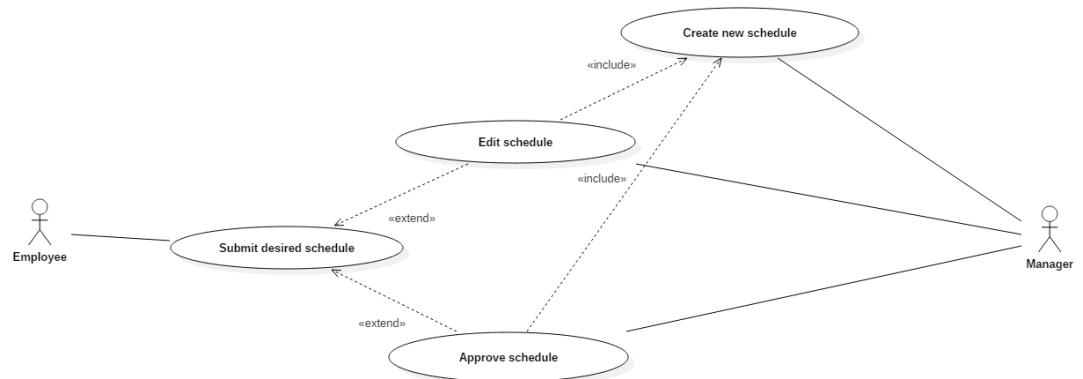 Create new schedule
«include»
Edit schedule
«include»
«extend»
Employee
Submit desired schedule
Manager
«extend»
Approve schedule